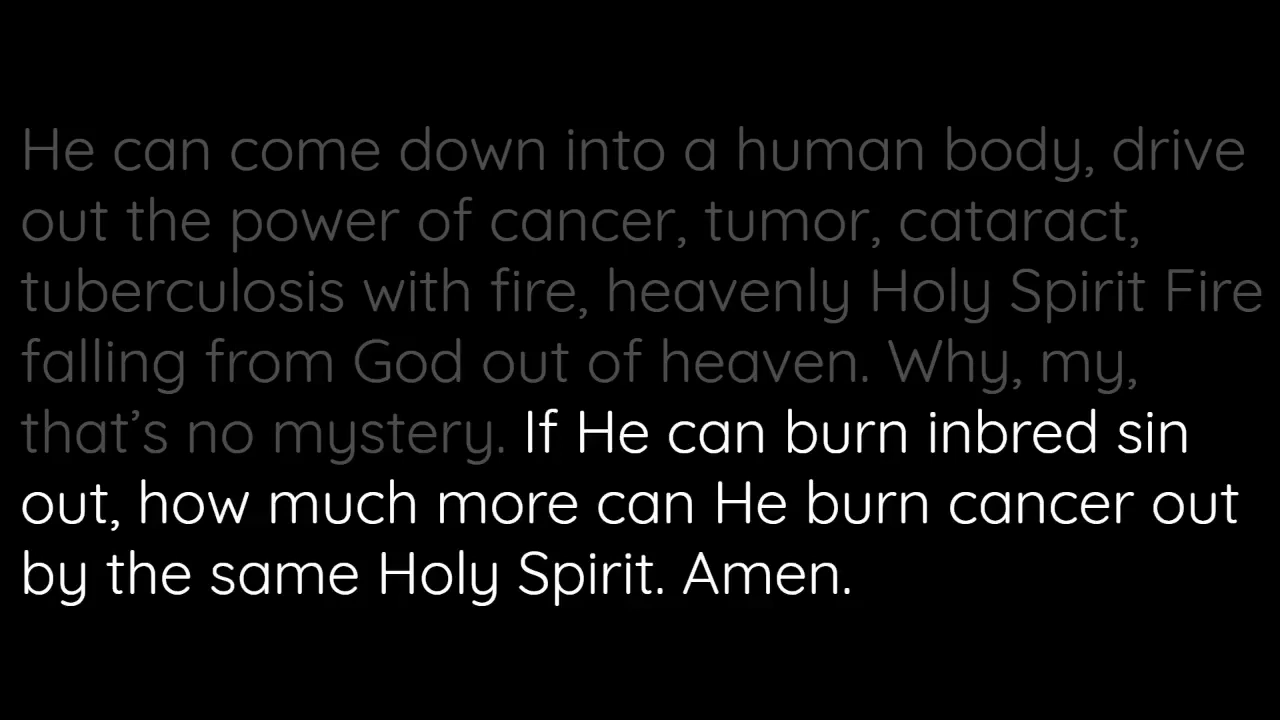 He can come down into a human body, drive
out the power of cancer, tumor, cataract,
tuberculosis with fire, heavenly Holy Spirit Fire
falling from God out of heaven. Why, my,
that’s no mystery. If He can burn inbred sin
out, how much more can He burn cancer out
by the same Holy Spirit. Amen.